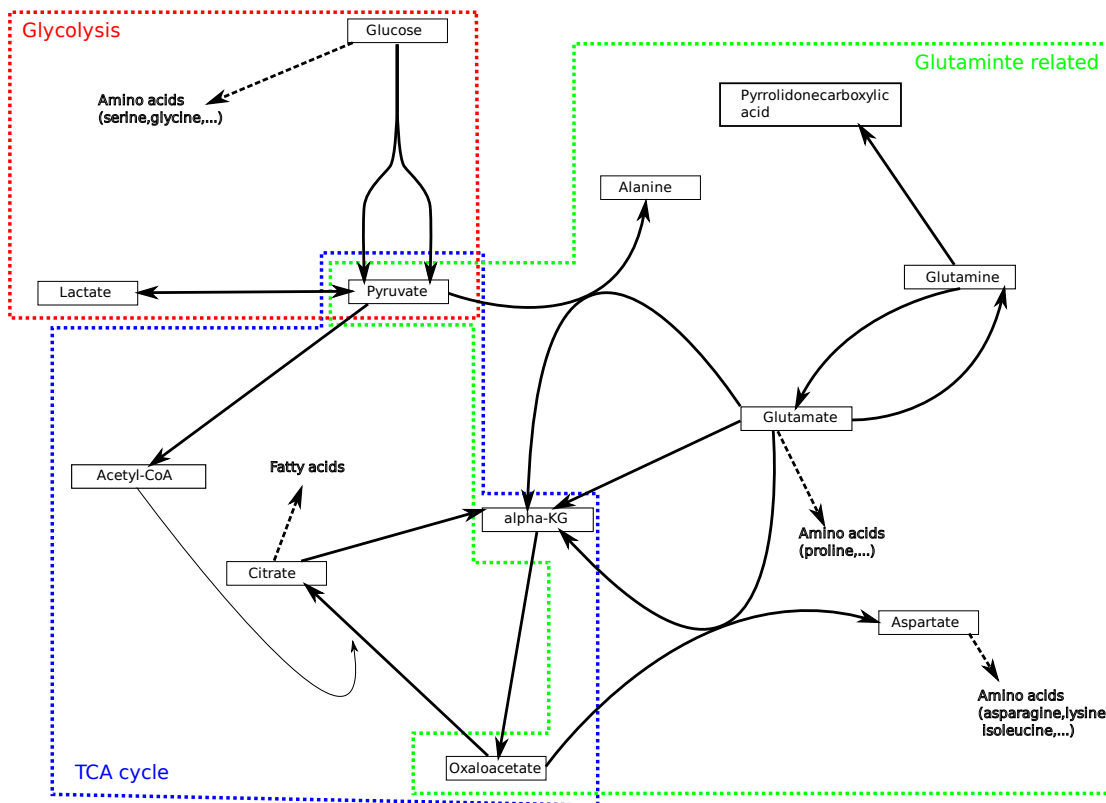 Glycolysis
Glucose
Glutaminte related
Pyrrolidonecarboxylic
acid
Amino acids
(serine,glycine,...)
Alanine
Glutamine
Lactate
Pyruvate
Glutamate
Acetyl-CoA
Fatty acids
alpha-KG
Amino acids
(proline,...)
Citrate
Aspartate
Amino acids
(asparagine,lysine
isoleucine,...)
Oxaloacetate
TCA cycle